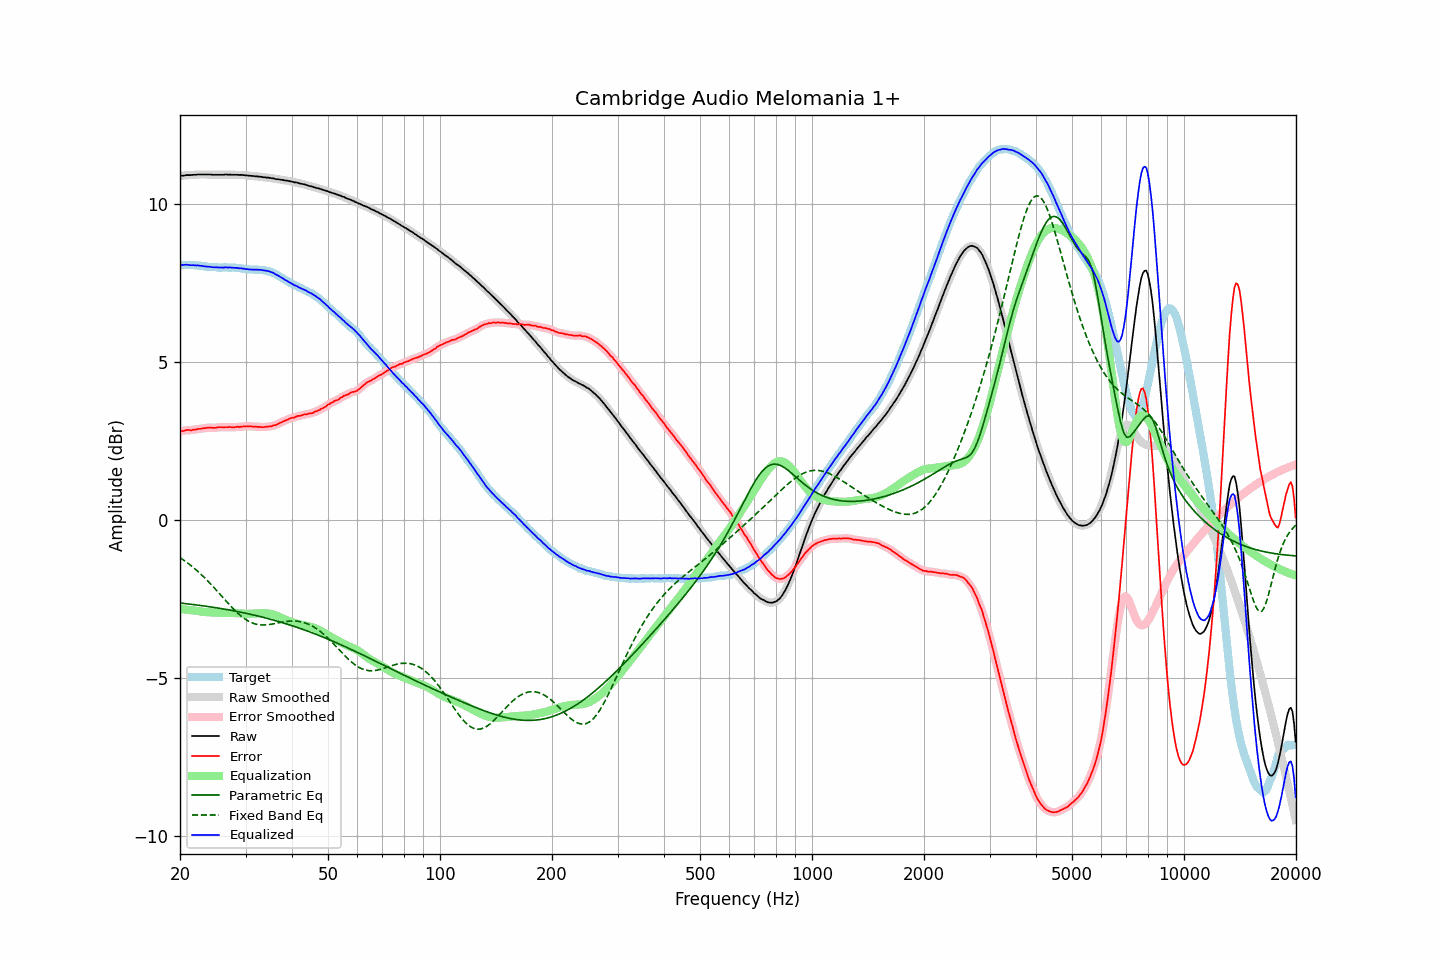 Cambridge Audio Melomania 1+
Amplitude (dBr)
10
5
0
−5
−10
Target
Raw Smoothed
Error Smoothed
Raw
Error
Equalization
Parametric Eq
Fixed Band Eq
Equalized
20 50 100 200 500 1000 2000 5000 10000 20000
Frequency (Hz)